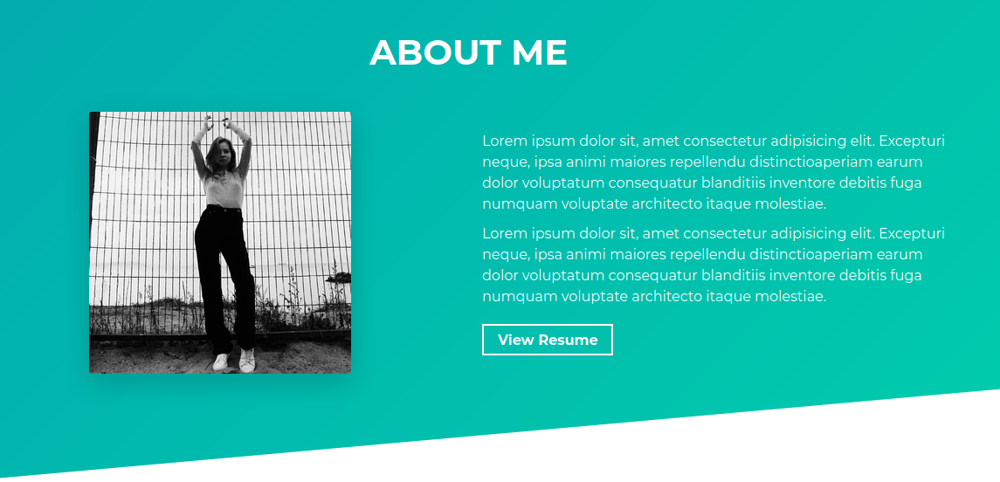 ABOUT ME
Lorem ipsum dolor sit, amet consectetur adipisicing elit. Excepturi
neque, ipsa animi maiores repellendu distinctioaperiam earum
dolor voluptatum consequatur blanditiis inventore debitis fuga
numquam voluptate architecto itaque molestiae.
Lorem ipsum dolor sit, amet consectetur adipisicing elit. Excepturi
neque, ipsa animi maiores repellendu distinctioaperiam earum
dolor voluptatum consequatur blanditiis inventore debitis fuga
numquam voluptate architecto itaque molestiae.
View Resume